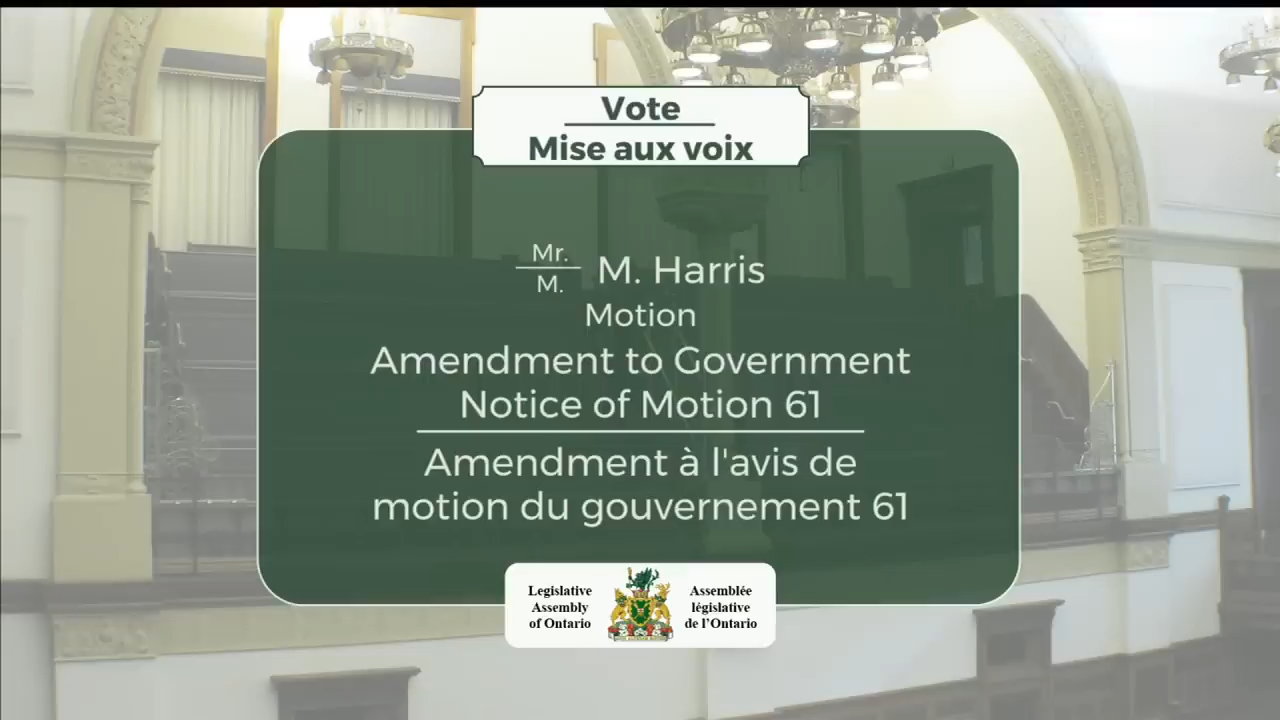 Vote
Mise aux voix
Mr.
M.
M. Harris
Motion
Amendment to Government
Notice of Motion 61
Amendment à l'avis de
motion du gouvernement 61
Legislative
Assembly
of Ontario
Assemblée
législative
de l'Ontario